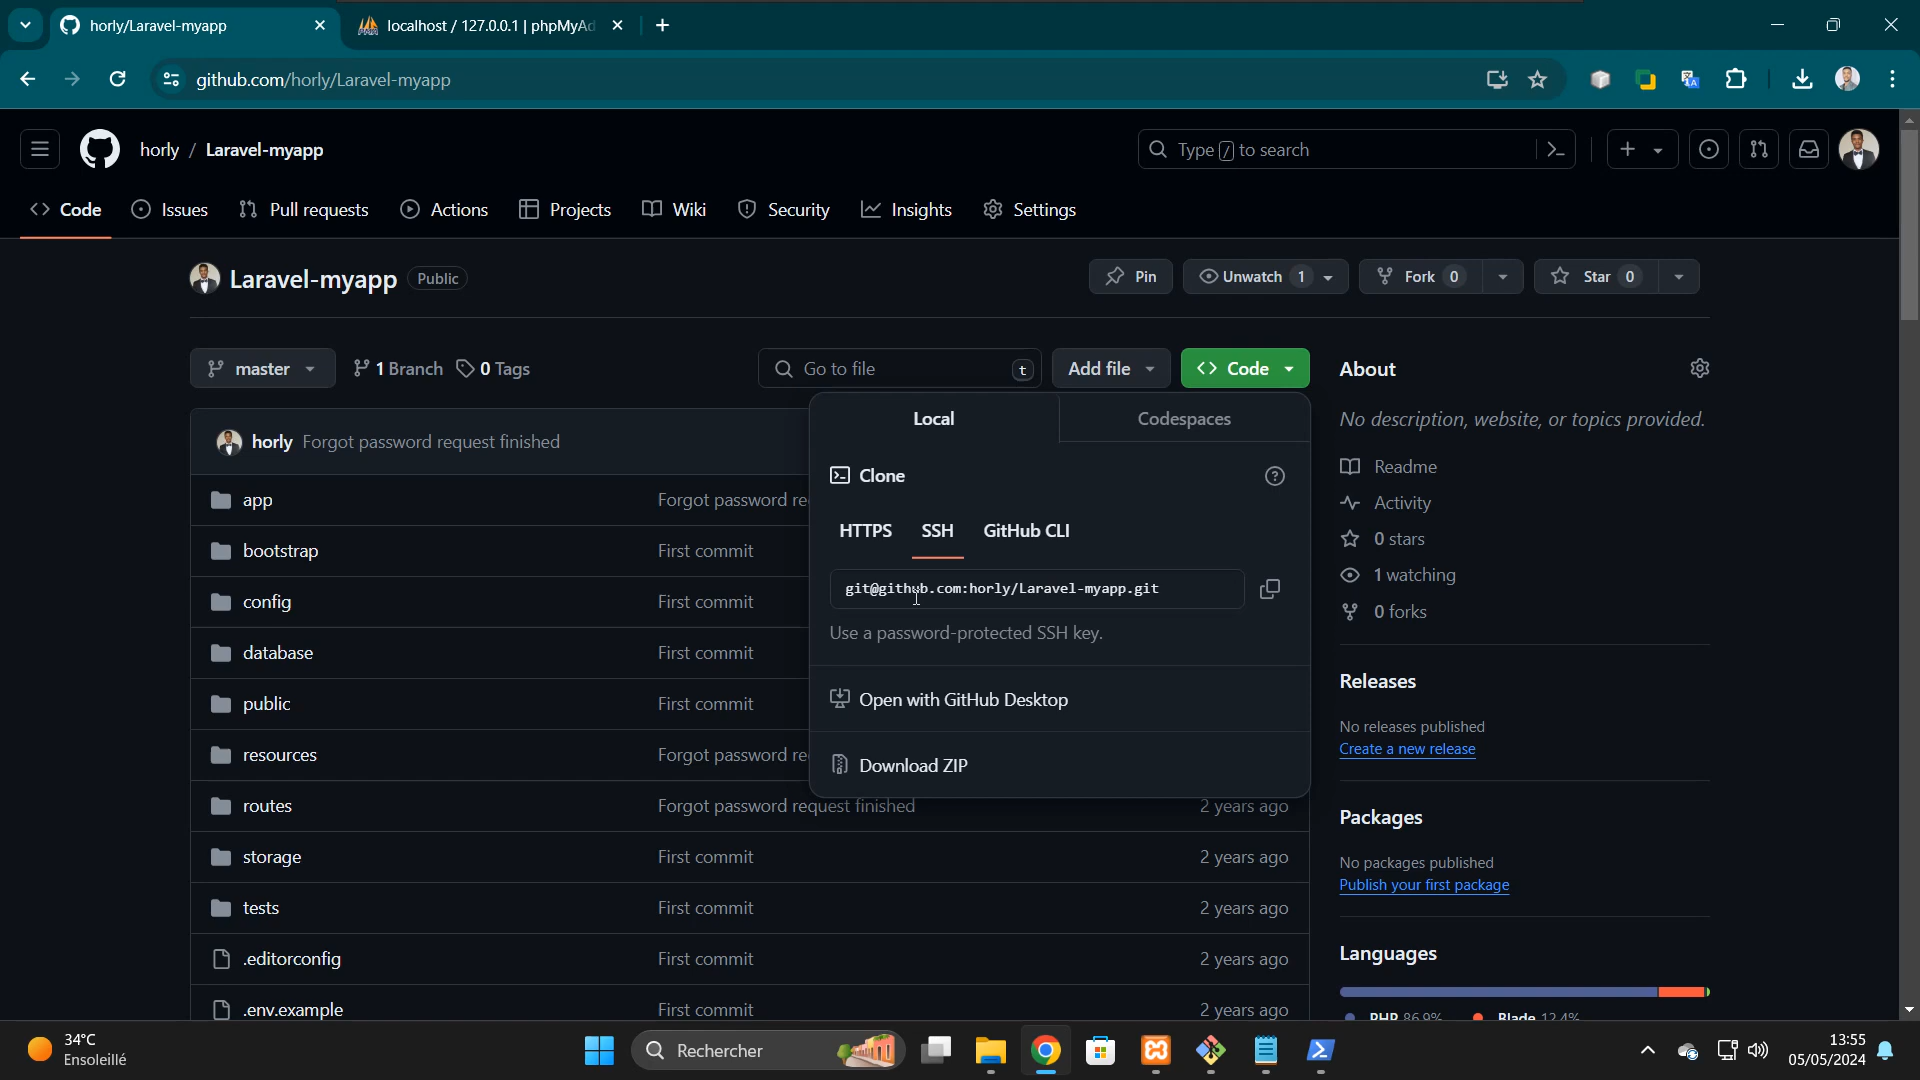 horly/Laravel-myapp
localhost / 127.0.0.1 | phpMyAd
github.com/horly/Laravel-myapp
horly / Laravel-myapp
Type / to search
Code
Issues
Pull requests
Actions
Projects
Wiki
Security
Insights
Settings
Laravel-myapp
Public
Pin
Unwatch 1
Fork 0
Star 0
master
1 Branch
0 Tags
Go to file
t
Add file
Code
About
No description, website, or topics provided.
Readme
Activity
0 stars
1 watching
0 forks
Releases
No releases published
Create a new release
Packages
No packages published
Publish your first package
Languages
PHP 86.9%
Blade 12.4%
Local
Codespaces
Clone
HTTPS
SSH
GitHub CLI
git@github.com:horly/Laravel-myapp.git
Use a password-protected SSH key.
Open with GitHub Desktop
Download ZIP
horly Forgot password request finished
app Forgot password re
bootstrap First commit
config First commit
database First commit
public First commit
resources Forgot password re
routes Forgot password request finished 2 years ago
storage First commit 2 years ago
tests First commit 2 years ago
.editorconfig First commit 2 years ago
.env.example First commit 2 years ago
34°C
Ensoleillé
Rechercher
13:55
05/05/2024